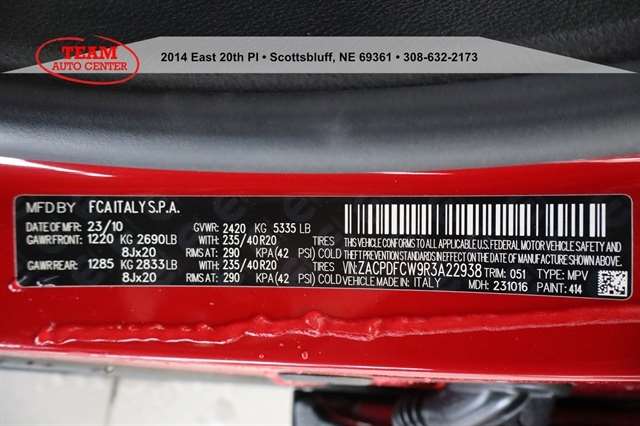 TEAM
AUTO CENTER
2014 East 20th Pl • Scottsbluff, NE 69361 • 308-632-2173
MFD BY FCA ITALY S.P.A.
DATE OF MFR: 23/10 GVWR: 2420 KG 5335 LB
GAWR FRONT: 1220 KG 2690LB WITH: 235/40 R20 TIRES
8Jx20 RIMS AT: 290 KPA(42 PSI) COLD
GAWR REAR: 1285 KG 2833LB WITH: 235/40 R20 TIRES
8Jx20 RIMS AT: 290 KPA(42 PSI) COLD
THIS VEHICLE CONFORMS TO ALL APPLICABLE U.S. FEDERAL MOTOR VEHICLE SAFETY AND
THEFT PREVENTION STANDARDS IN EFFECT ON THE DATE OF MANUFACTURE SHOWN ABOVE.
VIN: ZACPDFCW9R3A22938 TRIM: 051 TYPE: MPV
VEHICLE MADE IN: ITALY MDH: 231016 PAINT: 414